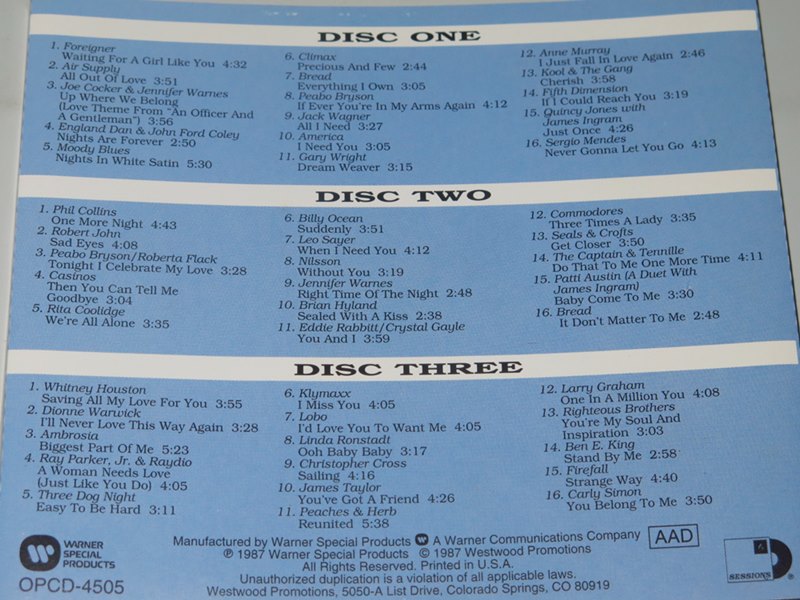 DISC ONE
1. Foreigner
Waiting For A Girl Like You 4:32
2. Air Supply
All Out Of Love 3:51
3. Joe Cocker & Jennifer Warnes
Up Where We Belong
(Love Theme From "An Officer And
A Gentleman") 3:56
4. England Dan & John Ford Coley
Nights Are Forever 2:50
5. Moody Blues
Nights In White Satin 5:30
6. Climax
Precious And Few 2:44
7. Bread
Everything I Own 3:05
8. Peabo Bryson
If Ever You're In My Arms Again 4:12
9. Jack Wagner
All I Need 3:27
10. America
I Need You 3:05
11. Gary Wright
Dream Weaver 3:15
12. Anne Murray
I Just Fall In Love Again 2:46
13. Kool & The Gang
Cherish 3:58
14. Fifth Dimension
If I Could Reach You 3:19
15. Quincy Jones with
James Ingram
Just Once 4:26
16. Sergio Mendes
Never Gonna Let You Go 4:13
DISC TWO
1. Phil Collins
One More Night 4:43
2. Robert John
Sad Eyes 4:08
3. Peabo Bryson/Roberta Flack
Tonight I Celebrate My Love 3:28
4. Casinos
Then You Can Tell Me
Goodbye 3:04
5. Rita Coolidge
We're All Alone 3:35
6. Billy Ocean
Suddenly 3:51
7. Leo Sayer
When I Need You 4:12
8. Nilsson
Without You 3:19
9. Jennifer Warnes
Right Time Of The Night 2:48
10. Brian Hyland
Sealed With A Kiss 2:38
11. Eddie Rabbitt/Crystal Gayle
You And I 3:59
12. Commodores
Three Times A Lady 3:35
13. Seals & Crofts
Get Closer 3:50
14. The Captain & Tennille
Do That To Me One More Time 4:11
15. Patti Austin (A Duet With
James Ingram)
Baby Come To Me 3:30
16. Bread
It Don't Matter To Me 2:48
DISC THREE
1. Whitney Houston
Saving All My Love For You 3:55
2. Dionne Warwick
I'll Never Love This Way Again 3:28
3. Ambrosia
Biggest Part Of Me 5:23
4. Ray Parker, Jr. & Raydio
A Woman Needs Love
(Just Like You Do) 4:05
5. Three Dog Night
Easy To Be Hard 3:11
6. Klymaxx
I Miss You 4:05
7. Lobo
I'd Love You To Want Me 4:05
8. Linda Ronstadt
Ooh Baby Baby 3:17
9. Christopher Cross
Sailing 4:16
10. James Taylor
You've Got A Friend 4:26
11. Peaches & Herb
Reunited 5:38
12. Larry Graham
One In A Million You 4:08
13. Righteous Brothers
You're My Soul And
Inspiration 3:03
14. Ben E. King
Stand By Me 2:58
15. Firefall
Strange Way 4:40
16. Carly Simon
You Belong To Me 3:50
WARNER
SPECIAL
PRODUCTS
OPCD-4505
Manufactured by Warner Special Products A Warner Communications Company
℗ 1987 Warner Special Products © 1987 Westwood Promotions
All Rights Reserved. Printed in U.S.A.
Unauthorized duplication is a violation of all applicable laws.
Westwood Promotions, 5050-A List Drive, Colorado Springs, CO 80919
AAD
SESSIONS